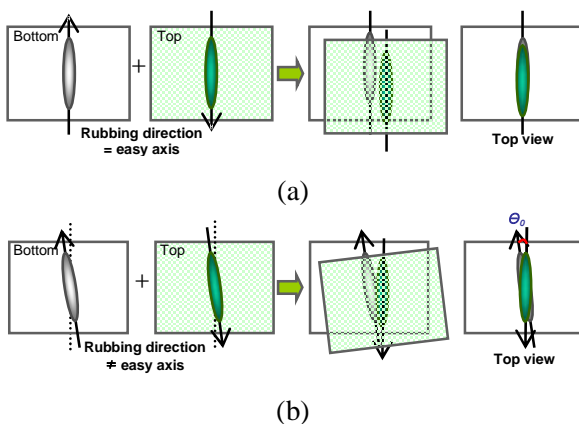 Bottom
+
Top
Rubbing direction
= easy axis
Top view
(a)
Bottom
+
Top
Θ₀
Rubbing direction
≠ easy axis
Top view
(b)